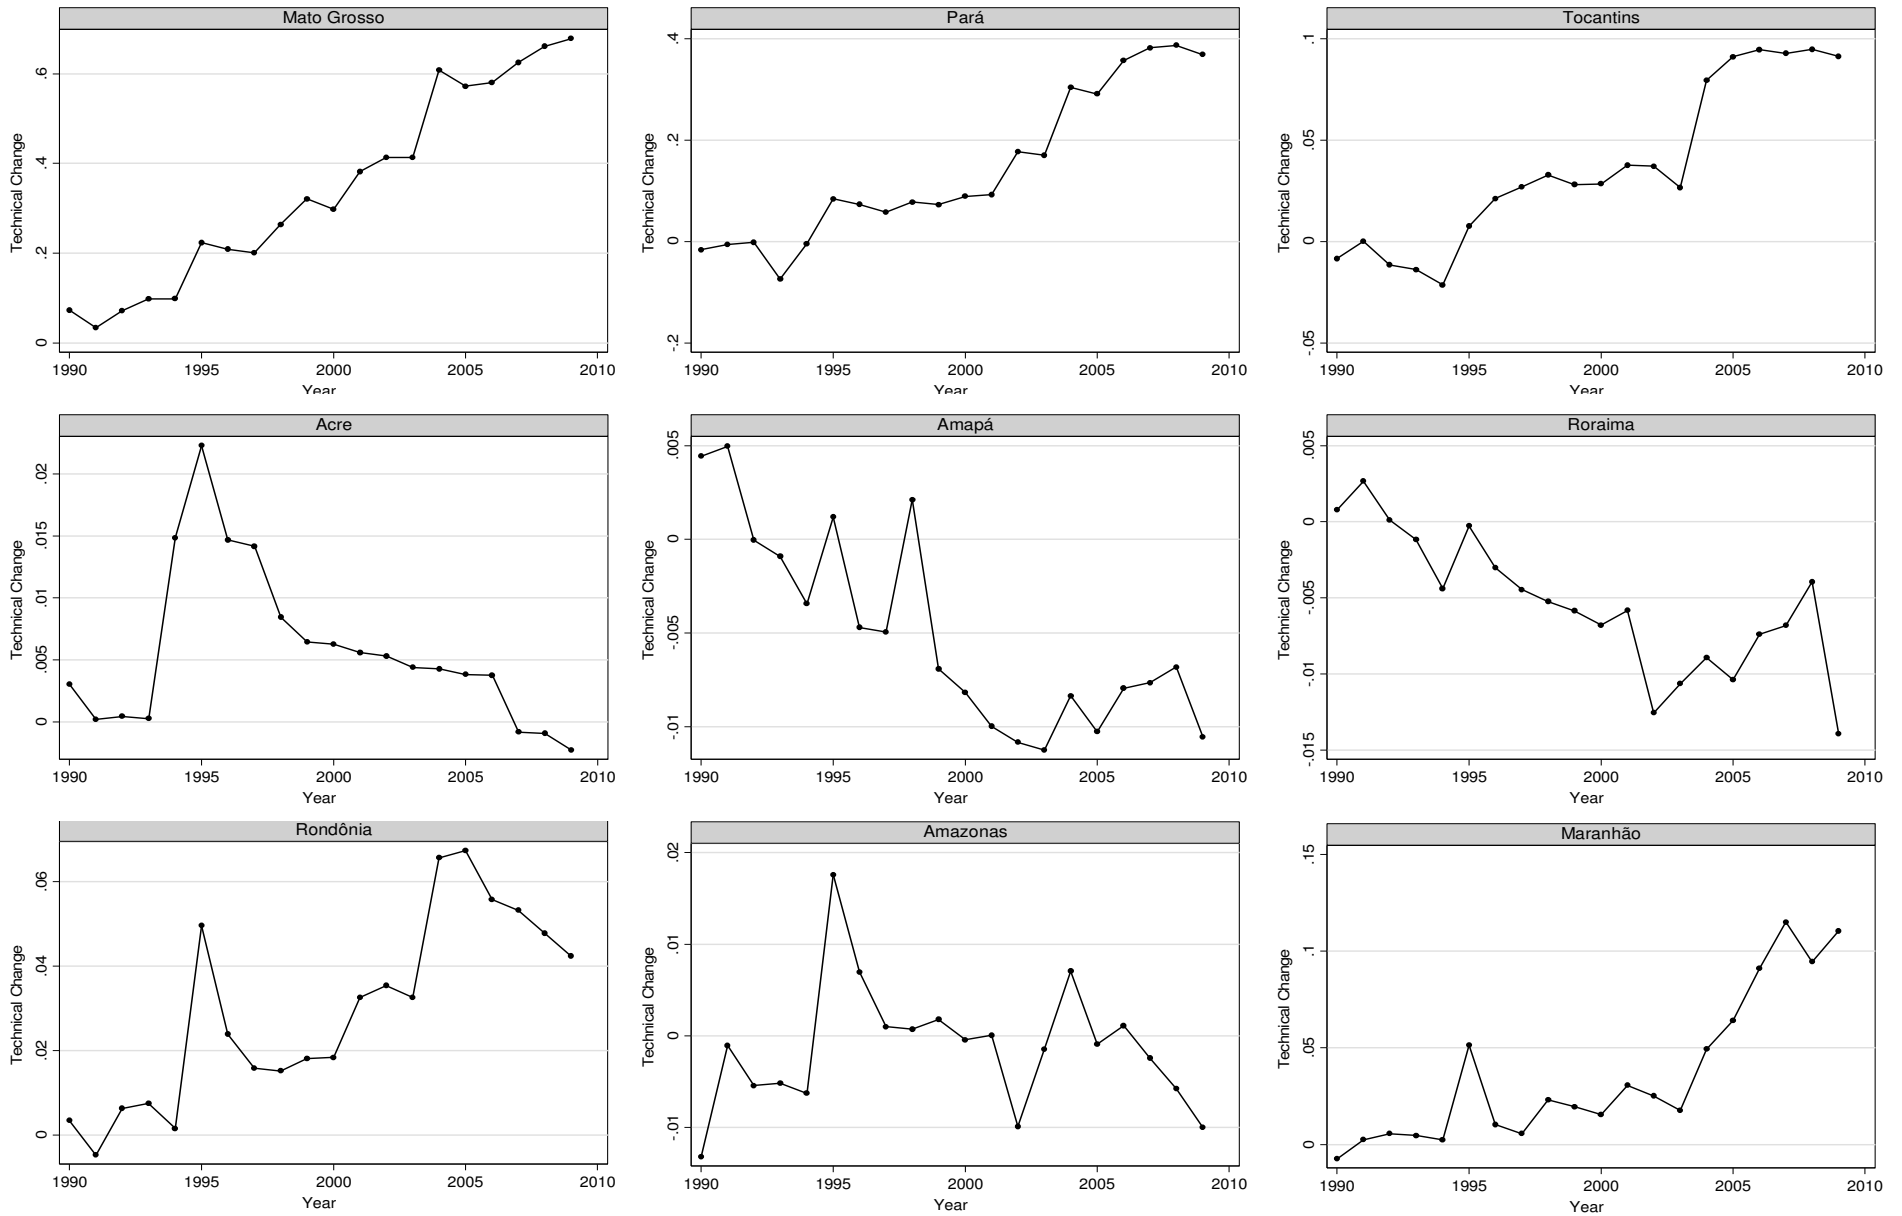 Mato Grosso
Technical Change
.6
.4
.2
0
1990 1995 2000 2005 2010
Year
Pará
Technical Change
.4
.2
0
-.2
1990 1995 2000 2005 2010
Year
Tocantins
Technical Change
.1
.05
0
-.05
1990 1995 2000 2005 2010
Year
Acre
Technical Change
.02
.015
.01
.005
0
1990 1995 2000 2005 2010
Year
Amapá
Technical Change
.005
0
-.005
-.01
1990 1995 2000 2005 2010
Year
Roraima
Technical Change
.005
0
-.005
-.01
-.015
1990 1995 2000 2005 2010
Year
Rondônia
Technical Change
.06
.04
.02
0
1990 1995 2000 2005 2010
Year
Amazonas
Technical Change
.02
.01
0
-.01
1990 1995 2000 2005 2010
Year
Maranhão
Technical Change
.15
.1
.05
0
1990 1995 2000 2005 2010
Year